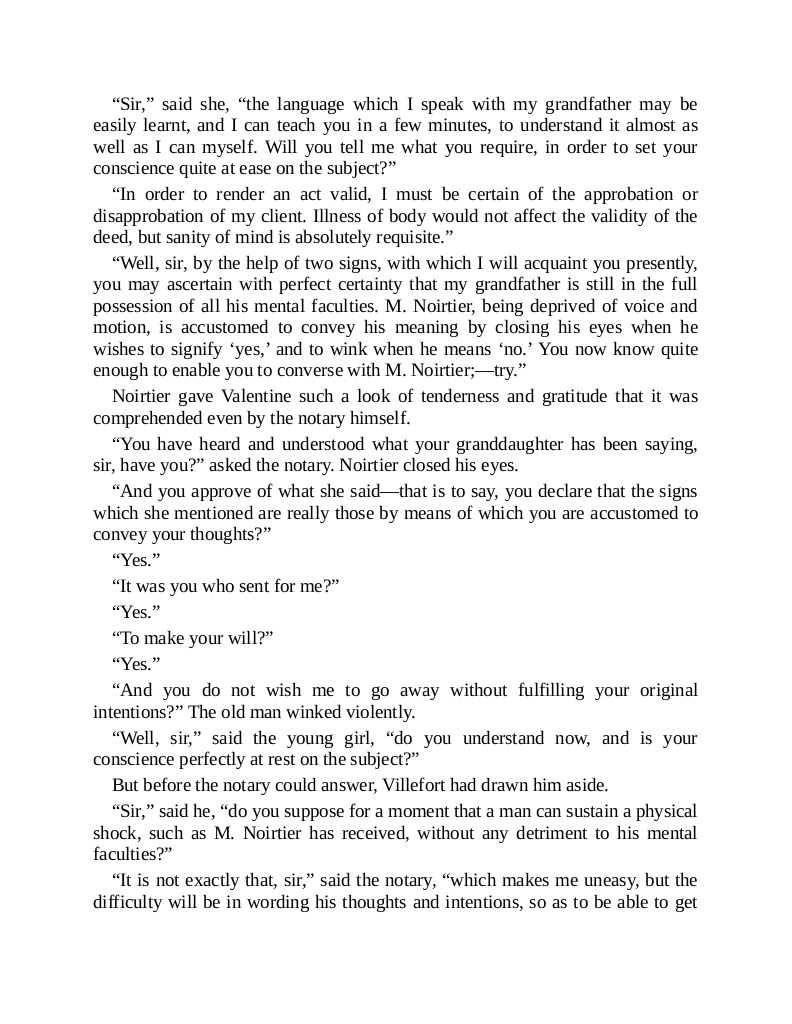 “Sir,” said she, “the language which I speak with my grandfather may be
easily learnt, and I can teach you in a few minutes, to understand it almost as
well as I can myself. Will you tell me what you require, in order to set your
conscience quite at ease on the subject?”
“In order to render an act valid, I must be certain of the approbation or
disapprobation of my client. Illness of body would not affect the validity of the
deed, but sanity of mind is absolutely requisite.”
“Well, sir, by the help of two signs, with which I will acquaint you presently,
you may ascertain with perfect certainty that my grandfather is still in the full
possession of all his mental faculties. M. Noirtier, being deprived of voice and
motion, is accustomed to convey his meaning by closing his eyes when he
wishes to signify ‘yes,’ and to wink when he means ‘no.’ You now know quite
enough to enable you to converse with M. Noirtier;—try.”
Noirtier gave Valentine such a look of tenderness and gratitude that it was
comprehended even by the notary himself.
“You have heard and understood what your granddaughter has been saying,
sir, have you?” asked the notary. Noirtier closed his eyes.
“And you approve of what she said—that is to say, you declare that the signs
which she mentioned are really those by means of which you are accustomed to
convey your thoughts?”
“Yes.”
“It was you who sent for me?”
“Yes.”
“To make your will?”
“Yes.”
“And you do not wish me to go away without fulfilling your original
intentions?” The old man winked violently.
“Well, sir,” said the young girl, “do you understand now, and is your
conscience perfectly at rest on the subject?”
But before the notary could answer, Villefort had drawn him aside.
“Sir,” said he, “do you suppose for a moment that a man can sustain a physical
shock, such as M. Noirtier has received, without any detriment to his mental
faculties?”
“It is not exactly that, sir,” said the notary, “which makes me uneasy, but the
difficulty will be in wording his thoughts and intentions, so as to be able to get